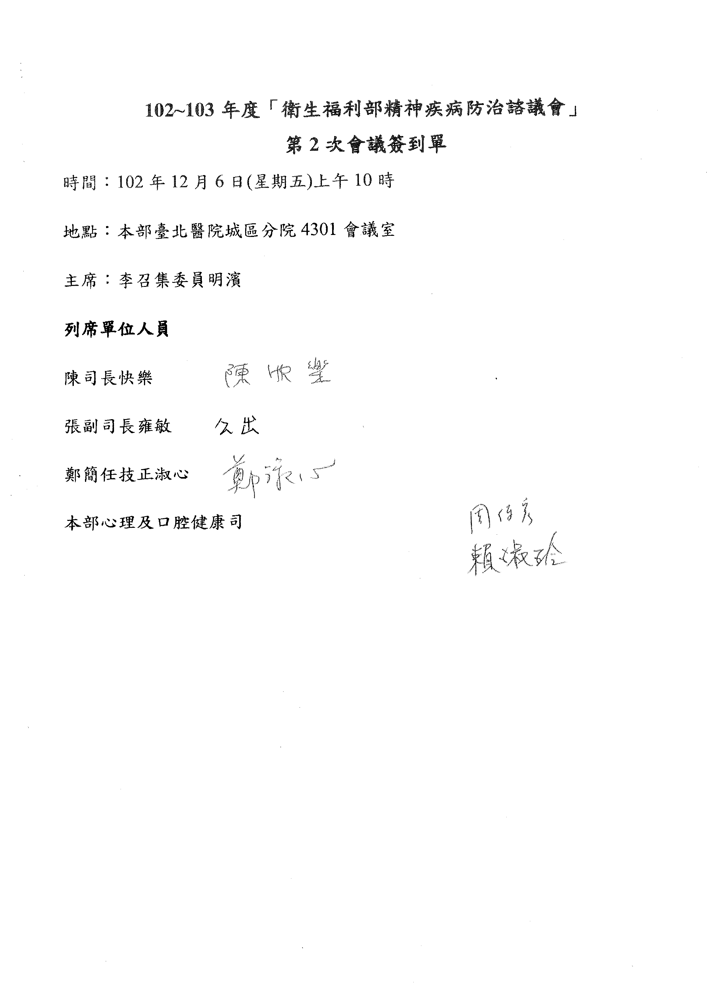 102~103 年度「衛生福利部精神疾病防治諮議會」
第 2 次會議簽到單
時間：102 年 12 月 6 日(星期五)上午 10 時
地點：本部臺北醫院城區分院 4301 會議室
主席：李召集委員明濱
列席單位人員
陳司長快樂 陳快樂
張副司長雍敏 公出
鄭簡任技正淑心 鄭淑心
本部心理及口腔健康司
周
賴淑玲